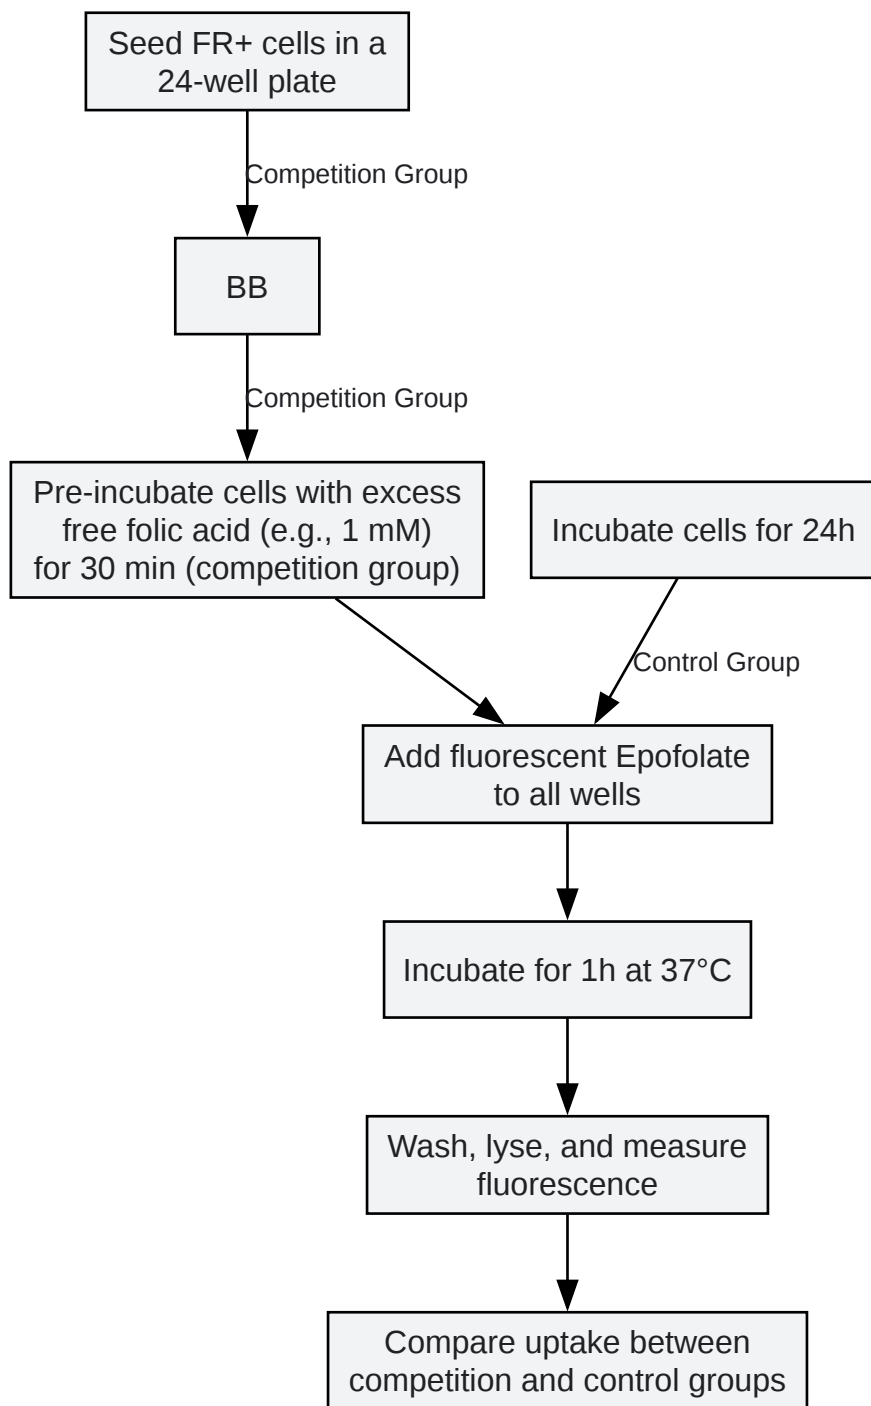 Seed FR+ cells in a
24-well plate
Competition Group
BB
Competition Group
Pre-incubate cells with excess
free folic acid (e.g., 1 mM)
for 30 min (competition group)
Incubate cells for 24h
Control Group
Add fluorescent Epofolate
to all wells
Incubate for 1h at 37°C
Wash, lyse, and measure
fluorescence
Compare uptake between
competition and control groups